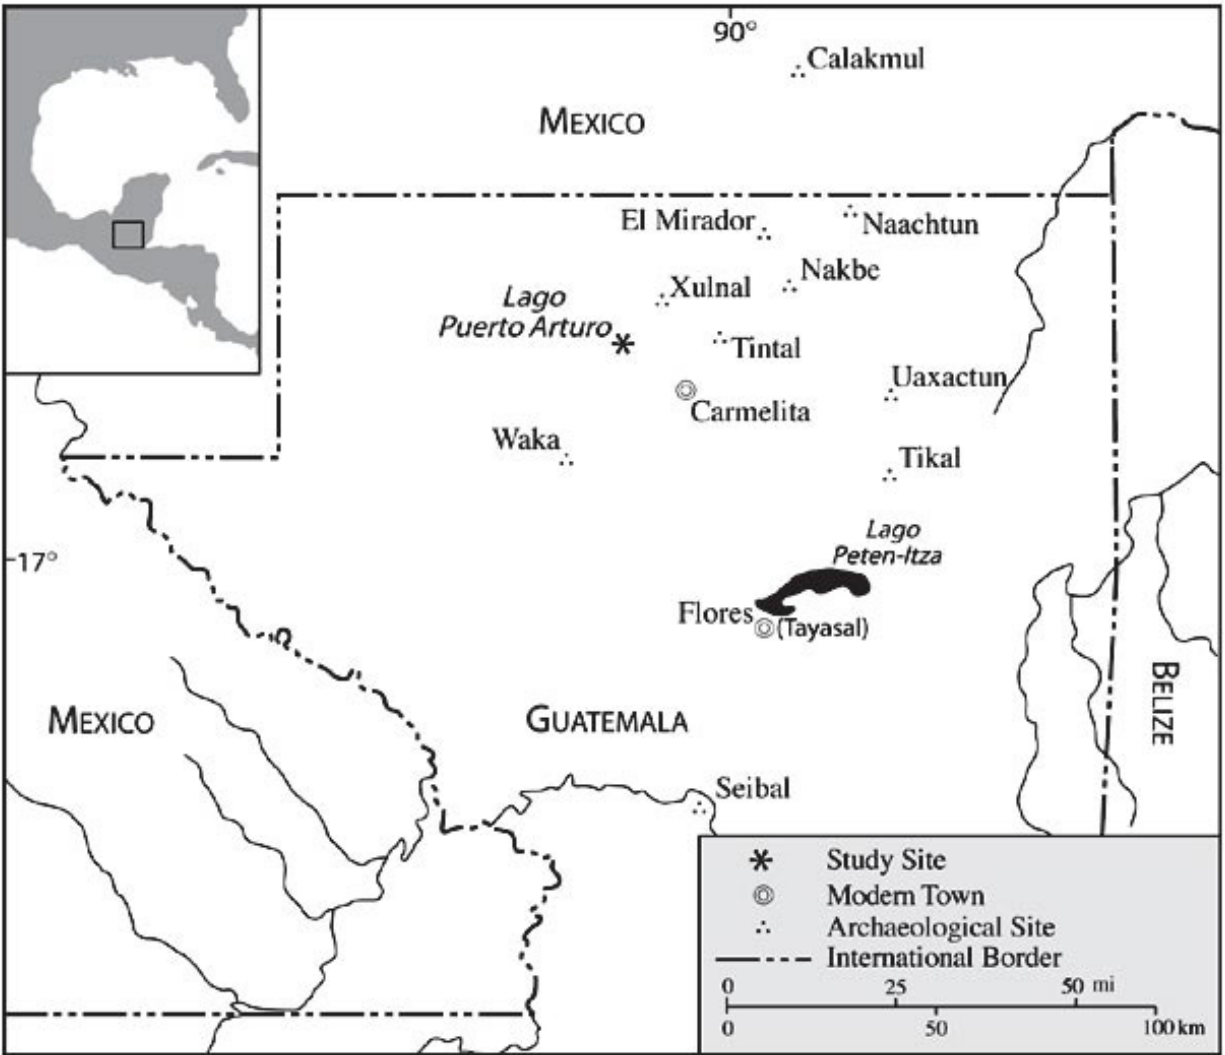 90°
Calakmul
MEXICO
El Mirador
Naachtun
Nakbe
Xulnal
Lago
Puerto Arturo
Tintal
Uaxactun
Carmelita
Waka
Tikal
Lago
Peten-Itza
17°
Flores
(Tayasal)
BELIZE
MEXICO
GUATEMALA
Seibal
Study Site
Modern Town
Archaeological Site
International Border
0 25 50 mi
0 50 100 km